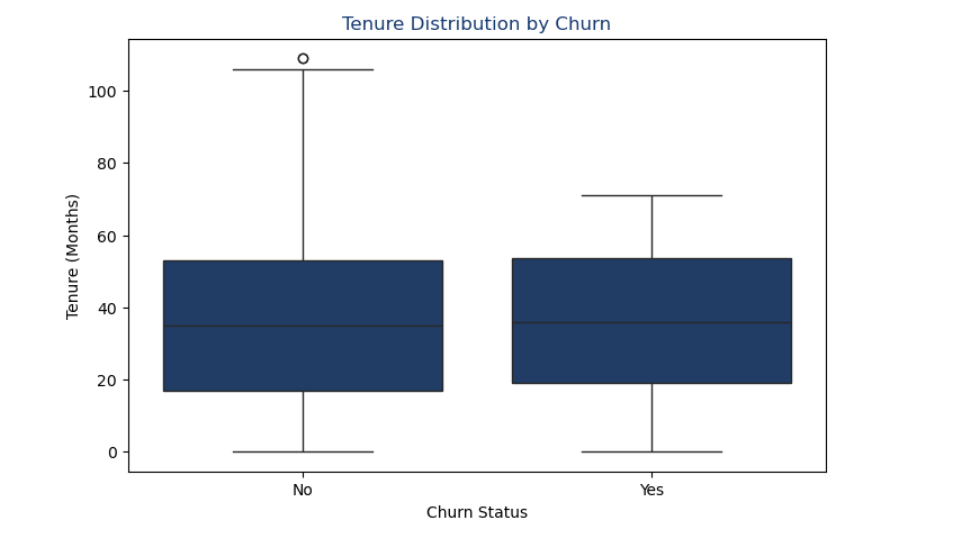 Tenure Distribution by Churn
Tenure (Months)
100
80
60
40
20
0
No
Yes
Churn Status